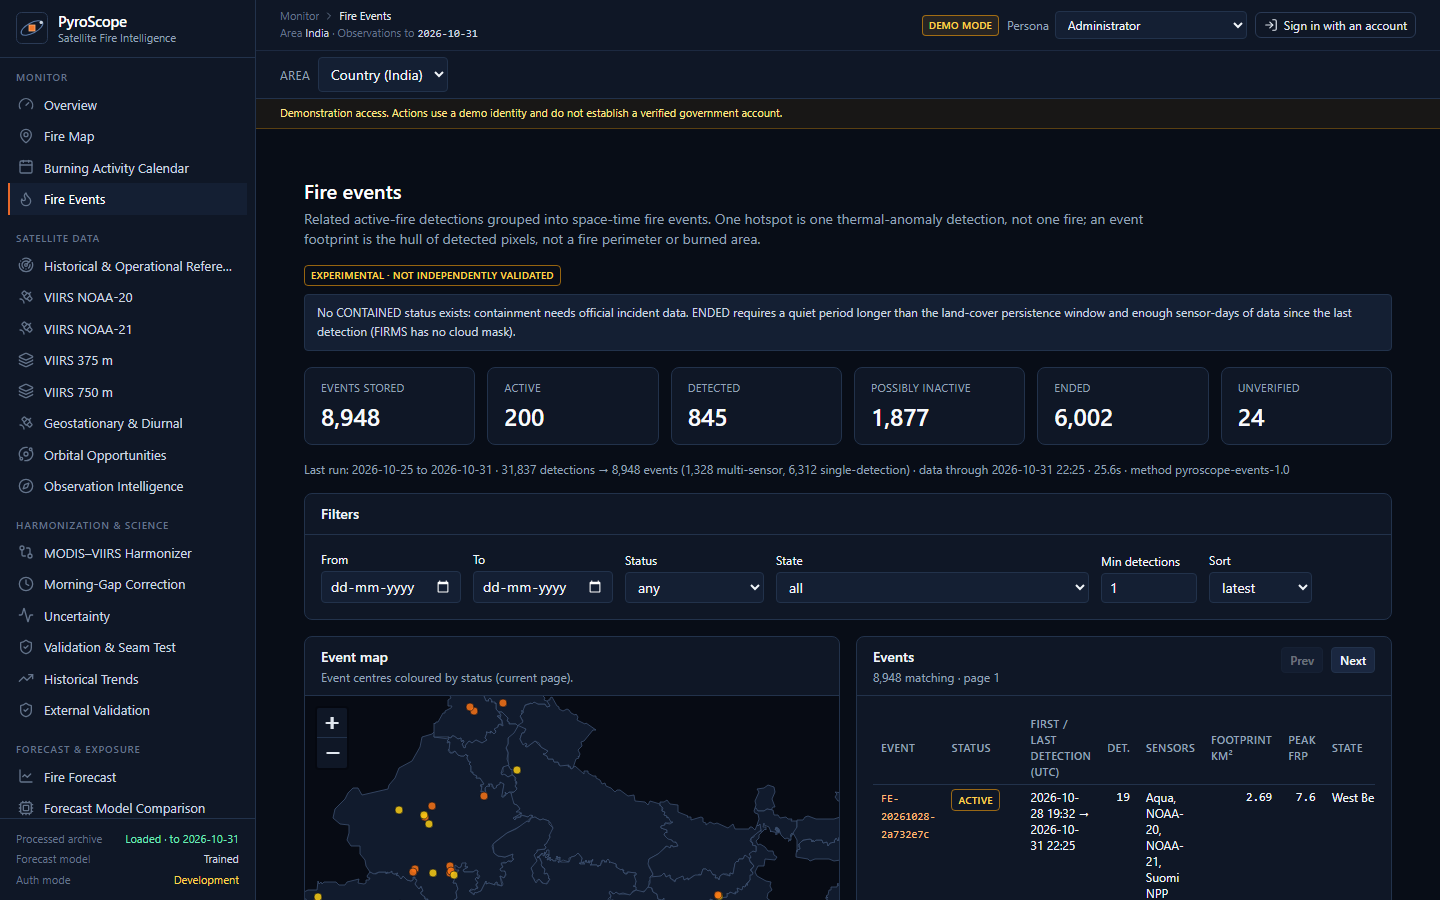 PyroScope
Satellite Fire Intelligence
MONITOR
Overview
Fire Map
Burning Activity Calendar
Fire Events
SATELLITE DATA
Historical & Operational Refere...
VIIRS NOAA-20
VIIRS NOAA-21
VIIRS 375 m
VIIRS 750 m
Geostationary & Diurnal
Orbital Opportunities
Observation Intelligence
HARMONIZATION & SCIENCE
MODIS–VIIRS Harmonizer
Morning-Gap Correction
Uncertainty
Validation & Seam Test
Historical Trends
External Validation
FORECAST & EXPOSURE
Fire Forecast
Forecast Model Comparison
Processed archive Loaded · to 2026-10-31
Forecast model Trained
Auth mode Development
Monitor > Fire Events
Area India · Observations to 2026-10-31
DEMO MODE Persona Administrator Sign in with an account
AREA Country (India)
Demonstration access. Actions use a demo identity and do not establish a verified government account.
Fire events
Related active-fire detections grouped into space-time fire events. One hotspot is one thermal-anomaly detection, not one fire; an event
footprint is the hull of detected pixels, not a fire perimeter or burned area.
EXPERIMENTAL · NOT INDEPENDENTLY VALIDATED
No CONTAINED status exists: containment needs official incident data. ENDED requires a quiet period longer than the land-cover persistence window and enough sensor-days of data since the last
detection (FIRMS has no cloud mask).
EVENTS STORED
8,948
ACTIVE
200
DETECTED
845
POSSIBLY INACTIVE
1,877
ENDED
6,002
UNVERIFIED
24
Last run: 2026-10-25 to 2026-10-31 · 31,837 detections → 8,948 events (1,328 multi-sensor, 6,312 single-detection) · data through 2026-10-31 22:25 · 25.6s · method pyroscope-events-1.0
Filters
From
dd-mm-yyyy
To
dd-mm-yyyy
Status
any
State
all
Min detections
1
Sort
latest
Event map
Event centres coloured by status (current page).
+
−
Events
8,948 matching · page 1
Prev Next
EVENT
STATUS
FIRST /
LAST
DETECTION
(UTC)
DET.
SENSORS
FOOTPRINT
KM²
PEAK
FRP
STATE
FE-
20261028-
2a732e7c
ACTIVE
2026-10-
28 19:32 →
2026-10-
31 22:25
19
Aqua,
NOAA-
20,
NOAA-
21,
Suomi
NPP
2.69
7.6
West Be